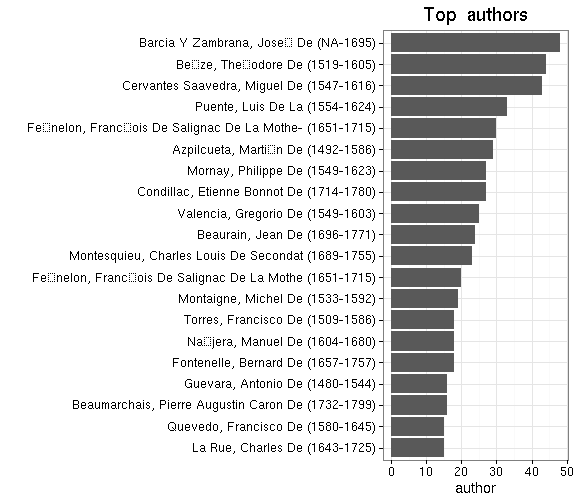 Top authors
Barcia Y Zambrana, Jose□ De (NA-1695)
Be□ze, The□odore De (1519-1605)
Cervantes Saavedra, Miguel De (1547-1616)
Puente, Luis De La (1554-1624)
Fe□nelon, Franc□ois De Salignac De La Mothe- (1651-1715)
Azpilcueta, Marti□n De (1492-1586)
Mornay, Philippe De (1549-1623)
Condillac, Etienne Bonnot De (1714-1780)
Valencia, Gregorio De (1549-1603)
Beaurain, Jean De (1696-1771)
Montesquieu, Charles Louis De Secondat (1689-1755)
Fe□nelon, Franc□ois De Salignac De La Mothe (1651-1715)
Montaigne, Michel De (1533-1592)
Torres, Francisco De (1509-1586)
Na□jera, Manuel De (1604-1680)
Fontenelle, Bernard De (1657-1757)
Guevara, Antonio De (1480-1544)
Beaumarchais, Pierre Augustin Caron De (1732-1799)
Quevedo, Francisco De (1580-1645)
La Rue, Charles De (1643-1725)
0 10 20 30 40 50
author